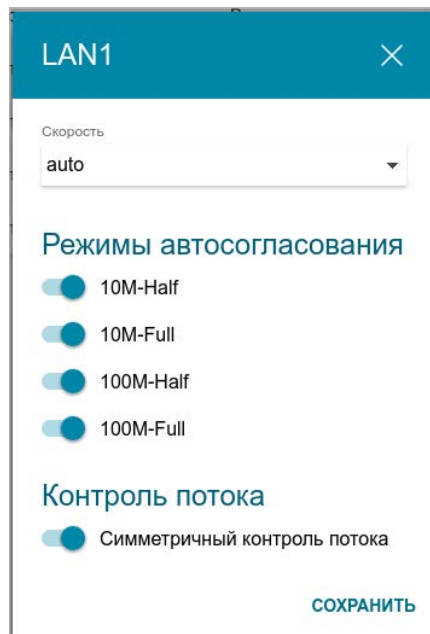 LAN1
Скорость
auto
Режимы автосогласования
10M-Half
10M-Full
100M-Half
100M-Full
Контроль потока
Симметричный контроль потока
СОХРАНИТЬ